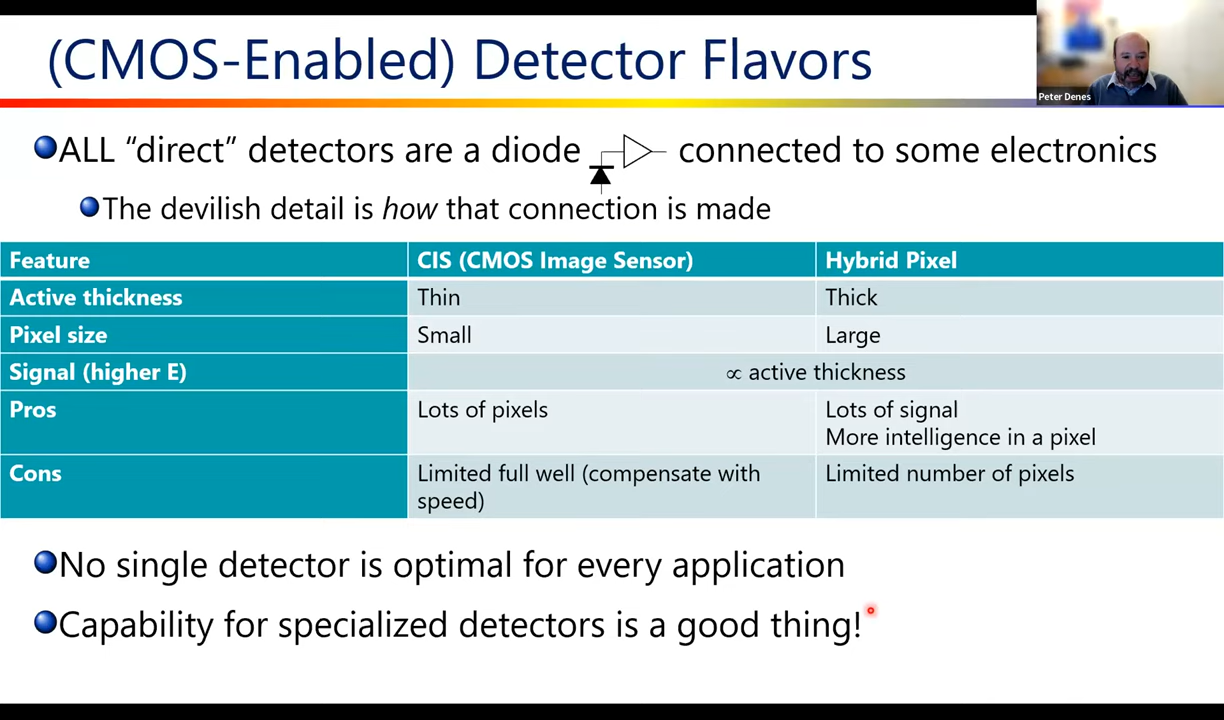 (CMOS-Enabled) Detector Flavors
Peter Denes
ALL “direct” detectors are a diode connected to some electronics
The devilish detail is how that connection is made
Feature CIS (CMOS Image Sensor) Hybrid Pixel
Active thickness Thin Thick
Pixel size Small Large
Signal (higher E) ∝ active thickness
Pros Lots of pixels Lots of signal
More intelligence in a pixel
Cons Limited full well (compensate with Limited number of pixels
speed)
No single detector is optimal for every application
Capability for specialized detectors is a good thing!